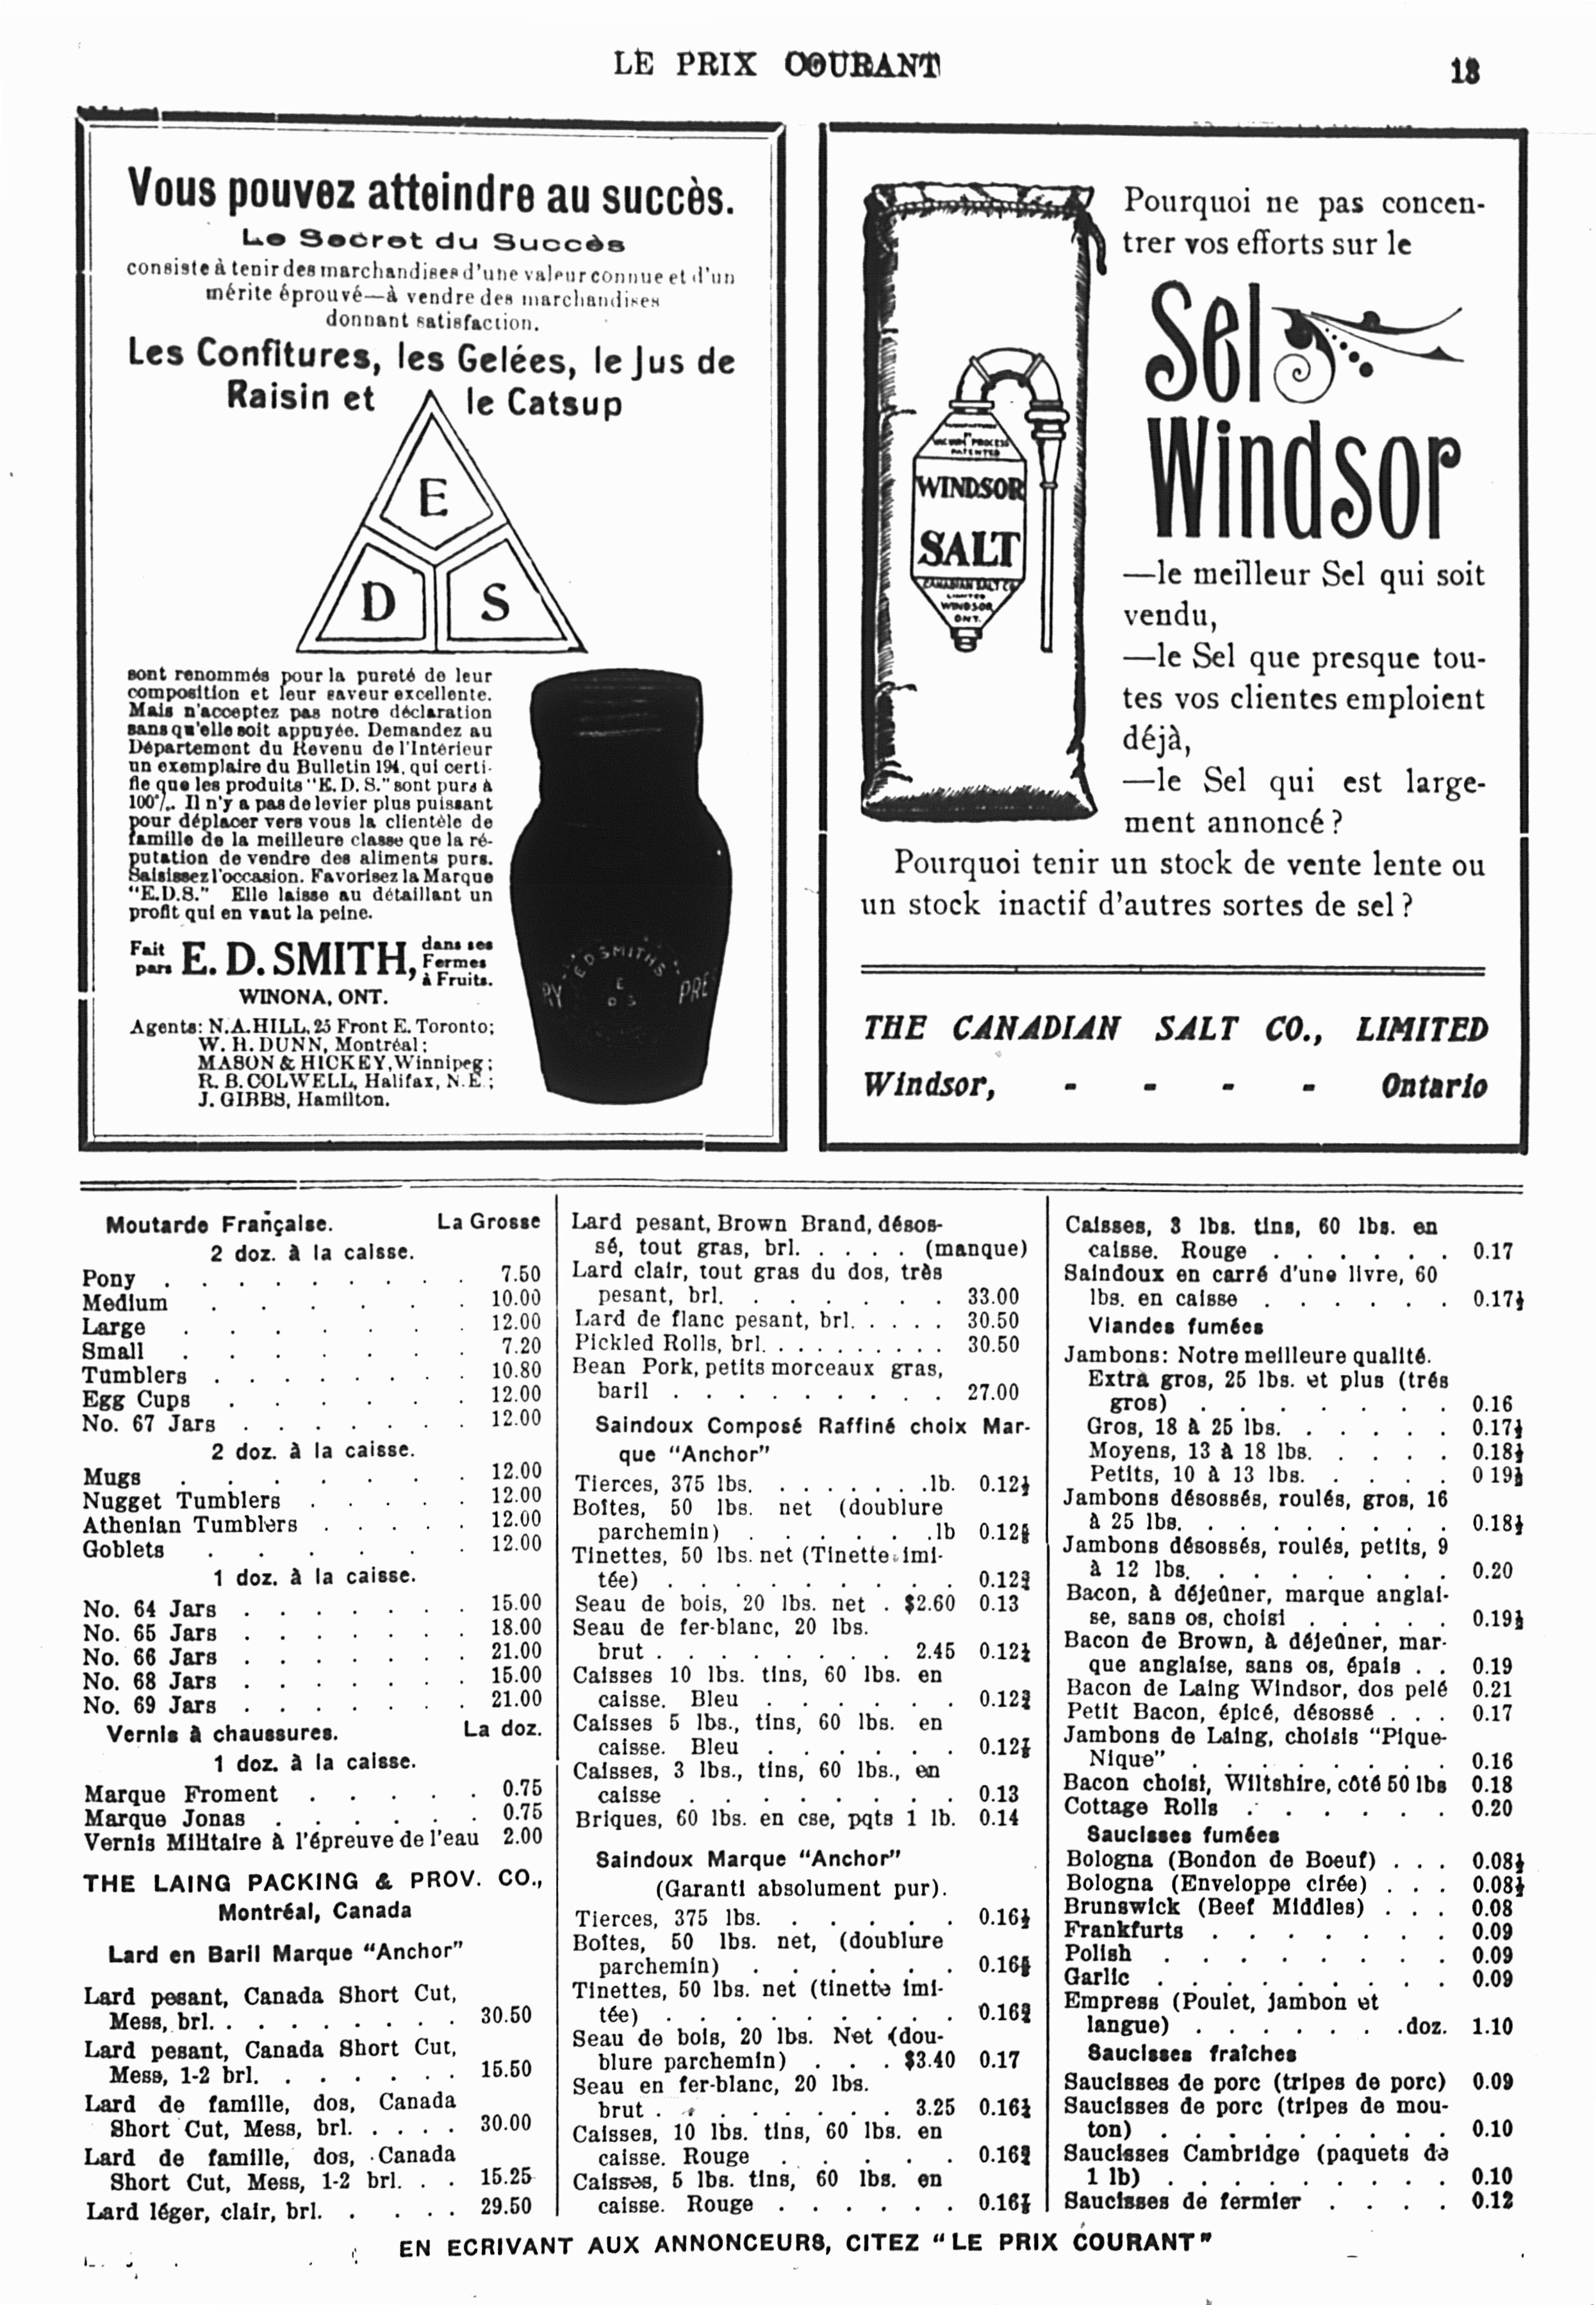 LE PRIX COURANT
13
Vous pouvez atteindre au succès.
Le Secret du Succès
consiste à tenir des marchandises d'une valeur connue et d'un
mérite éprouvé—à vendre des marchandises
donnant satisfaction.
Les Confitures, les Gelées, le Jus de
Raisin et le Catsup
E
D S
sont renommés pour la pureté de leur
composition et leur saveur excellente.
Mais n'acceptez pas notre déclaration
sans qu'elle soit appuyée. Demandez au
Département du Revenu de l'Intérieur
un exemplaire du Bulletin 194, qui certi-
fie que les produits "E. D. S." sont purs à
100%. Il n'y a pas de levier plus puissant
pour déplacer vers vous la clientèle de
famille de la meilleure classe que la ré-
putation de vendre des aliments purs.
Saisissez l'occasion. Favorisez la Marque
"E.D.S." Elle laisse au détaillant un
profit qui en vaut la peine.
Fait pars E. D. SMITH, dans ses Fermes à Fruits.
WINONA, ONT.
Agents: N. A. HILL, 25 Front E. Toronto;
W. H. DUNN, Montréal;
MASON & HICKEY, Winnipeg;
R. B. COLWELL, Halifax, N. E.;
J. GIBBS, Hamilton.
E D SMITH'S
E
D S
RY PRE
Pourquoi ne pas concen-
trer vos efforts sur le
Sel
Windsor
—le meilleur Sel qui soit
vendu,
—le Sel que presque tou-
tes vos clientes emploient
déjà,
—le Sel qui est large-
ment annoncé?
Pourquoi tenir un stock de vente lente ou
un stock inactif d'autres sortes de sel?
MANUFACTURED
BY
VACUUM PROCESS
PATENTED
WINDSOR
SALT
CANADIAN SALT CO
LIMITED
WINDSOR
ONT.
THE CANADIAN SALT CO., LIMITED
Windsor, - - - - Ontario
Moutarde Française. La Grosse
2 doz. à la caisse.
Pony . . . . . . . . . 7.50
Medium . . . . . . . 10.00
Large . . . . . . . . 12.00
Small . . . . . . . . 7.20
Tumblers . . . . . . . 10.80
Egg Cups . . . . . . . 12.00
No. 67 Jars . . . . . . . 12.00
2 doz. à la caisse.
Mugs . . . . . . . . 12.00
Nugget Tumblers . . . . . 12.00
Athenian Tumblers . . . . . 12.00
Goblets . . . . . . . 12.00
1 doz. à la caisse.
No. 64 Jars . . . . . . . 15.00
No. 65 Jars . . . . . . . 18.00
No. 66 Jars . . . . . . . 21.00
No. 68 Jars . . . . . . . 15.00
No. 69 Jars . . . . . . . 21.00
Vernis à chaussures. La doz.
1 doz. à la caisse.
Marque Froment . . . . . 0.75
Marque Jonas . . . . . . 0.75
Vernis Militaire à l'épreuve de l'eau 2.00
THE LAING PACKING & PROV. CO.,
Montréal, Canada
Lard en Baril Marque "Anchor"
Lard pesant, Canada Short Cut,
Mess, brl. . . . . . . . . 30.50
Lard pesant, Canada Short Cut,
Mess, 1-2 brl. . . . . . . 15.50
Lard de famille, dos, Canada
Short Cut, Mess, brl. . . . . 30.00
Lard de famille, dos, Canada
Short Cut, Mess, 1-2 brl. . . 15.25
Lard léger, clair, brl. . . . . 29.50
Lard pesant, Brown Brand, désos-
sé, tout gras, brl. . . . . (manque)
Lard clair, tout gras du dos, très
pesant, brl. . . . . . . 33.00
Lard de flanc pesant, brl. . . . . 30.50
Pickled Rolls, brl. . . . . . . . . . 30.50
Bean Pork, petits morceaux gras,
baril . . . . . . . . . 27.00
Saindoux Composé Raffiné choix Mar-
que "Anchor"
Tierces, 375 lbs. . . . . . . .lb. 0.12¼
Boîtes, 50 lbs. net (doublure
parchemin) . . . . . .lb 0.12⅜
Tinettes, 50 lbs. net (Tinette imi-
tée) . . . . . . . . . 0.12½
Seau de bois, 20 lbs. net . $2.60 0.13
Seau de fer-blanc, 20 lbs.
brut . . . . . . . . 2.45 0.12¼
Caisses 10 lbs. tins, 60 lbs. en
caisse. Bleu . . . . . . 0.12¾
Caisses 5 lbs., tins, 60 lbs. en
caisse. Bleu . . . . . . 0.12⅞
Caisses, 3 lbs., tins, 60 lbs., en
caisse . . . . . . . . 0.13
Briques, 60 lbs. en cse, pqts 1 lb. 0.14
Saindoux Marque "Anchor"
(Garanti absolument pur).
Tierces, 375 lbs. . . . . . . 0.16¼
Boîtes, 50 lbs. net, (doublure
parchemin) . . . . . . 0.16⅜
Tinettes, 50 lbs. net (tinette imi-
tée) . . . . . . . . . 0.16½
Seau de bois, 20 lbs. Net (dou-
blure parchemin) . . . $3.40 0.17
Seau en fer-blanc, 20 lbs.
brut . . . . . . . . 3.25 0.16¼
Caisses, 10 lbs. tins, 60 lbs. en
caisse. Rouge . . . . . 0.16¾
Caisses, 5 lbs. tins, 60 lbs. en
caisse. Rouge . . . . . . 0.16⅞
Caisses, 3 lbs. tins, 60 lbs. en
caisse. Rouge . . . . . . 0.17
Saindoux en carré d'une livre, 60
lbs. en caisse . . . . . . 0.17½
Viandes fumées
Jambons: Notre meilleure qualité.
Extra gros, 25 lbs. et plus (trés
gros) . . . . . . . . 0.16
Gros, 18 à 25 lbs. . . . . . 0.17½
Moyens, 13 à 18 lbs. . . . . 0.18½
Petits, 10 à 13 lbs. . . . . 0 19½
Jambons désossés, roulés, gros, 16
à 25 lbs. . . . . . . . . 0.18½
Jambons désossés, roulés, petits, 9
à 12 lbs. . . . . . . . 0.20
Bacon, à déjeûner, marque anglai-
se, sans os, choisi . . . . . 0.19½
Bacon de Brown, à déjeûner, mar-
que anglaise, sans os, épais . . 0.19
Bacon de Laing Windsor, dos pelé 0.21
Petit Bacon, épicé, désossé . . . 0.17
Jambons de Laing, choisis "Pique-
Nique" . . . . . . . . 0.16
Bacon choisi, Wiltshire, côté 50 lbs 0.18
Cottage Rolls . . . . . . 0.20
Saucisses fumées
Bologna (Bondon de Boeuf) . . . 0.08½
Bologna (Enveloppe cirée) . . . 0.08½
Brunswick (Beef Middles) . . . 0.08
Frankfurts . . . . . . . 0.09
Polish . . . . . . . . 0.09
Garlic . . . . . . . . . 0.09
Empress (Poulet, jambon et
langue) . . . . . . .doz. 1.10
Saucisses fraîches
Saucisses de porc (tripes de porc) 0.09
Saucisses de porc (tripes de mou-
ton) . . . . . . . . . 0.10
Saucisses Cambridge (paquets de
1 lb) . . . . . . . . . 0.10
Saucisses de fermier . . . . 0.12
EN ECRIVANT AUX ANNONCEURS, CITEZ "LE PRIX COURANT"